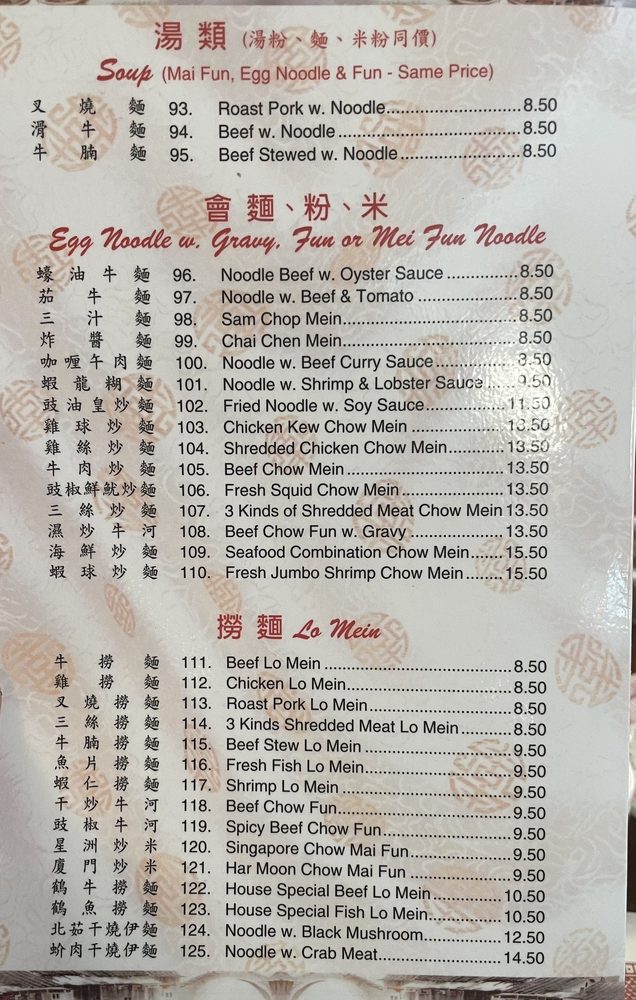 湯 類 (湯粉、麵、米粉同價)
Soup (Mai Fun, Egg Noodle & Fun - Same Price)
叉燒麵 93. Roast Pork w. Noodle 8.50
滑牛麵 94. Beef w. Noodle 8.50
牛腩麵 95. Beef Stewed w. Noodle 8.50
會麵、粉、米
Egg Noodle w. Gravy, Fun or Mei Fun Noodle
蠔油牛麵 96. Noodle Beef w. Oyster Sauce 8.50
茄牛麵 97. Noodle w. Beef & Tomato 8.50
三汁麵 98. Sam Chop Mein 8.50
炸醬麵 99. Chai Chen Mein 8.50
咖喱午肉麵 100. Noodle w. Beef Curry Sauce 8.50
蝦龍糊麵 101. Noodle w. Shrimp & Lobster Sauce 9.50
豉油皇炒麵 102. Fried Noodle w. Soy Sauce 11.50
雞球炒麵 103. Chicken Kew Chow Mein 13.50
雞絲炒麵 104. Shredded Chicken Chow Mein 13.50
牛肉炒麵 105. Beef Chow Mein 13.50
豉椒鮮魷炒麵 106. Fresh Squid Chow Mein 13.50
三絲炒麵 107. 3 Kinds of Shredded Meat Chow Mein 13.50
濕炒牛河 108. Beef Chow Fun w. Gravy 13.50
海鮮炒麵 109. Seafood Combination Chow Mein 15.50
蝦球炒麵 110. Fresh Jumbo Shrimp Chow Mein 15.50
撈麵 Lo Mein
牛撈麵 111. Beef Lo Mein 8.50
雞撈麵 112. Chicken Lo Mein 8.50
叉燒撈麵 113. Roast Pork Lo Mein 8.50
三絲撈麵 114. 3 Kinds Shredded Meat Lo Mein 8.50
牛腩撈麵 115. Beef Stew Lo Mein 9.50
魚片撈麵 116. Fresh Fish Lo Mein 9.50
蝦仁撈麵 117. Shrimp Lo Mein 9.50
干炒牛河 118. Beef Chow Fun 9.50
豉椒牛河 119. Spicy Beef Chow Fun 9.50
星洲炒米 120. Singapore Chow Mai Fun 9.50
廈門炒米 121. Har Moon Chow Mai Fun 9.50
鶴牛撈麵 122. House Special Beef Lo Mein 10.50
鶴魚撈麵 123. House Special Fish Lo Mein 10.50
北菇干燒伊麵 124. Noodle w. Black Mushroom 12.50
蚧肉干燒伊麵 125. Noodle w. Crab Meat 14.50